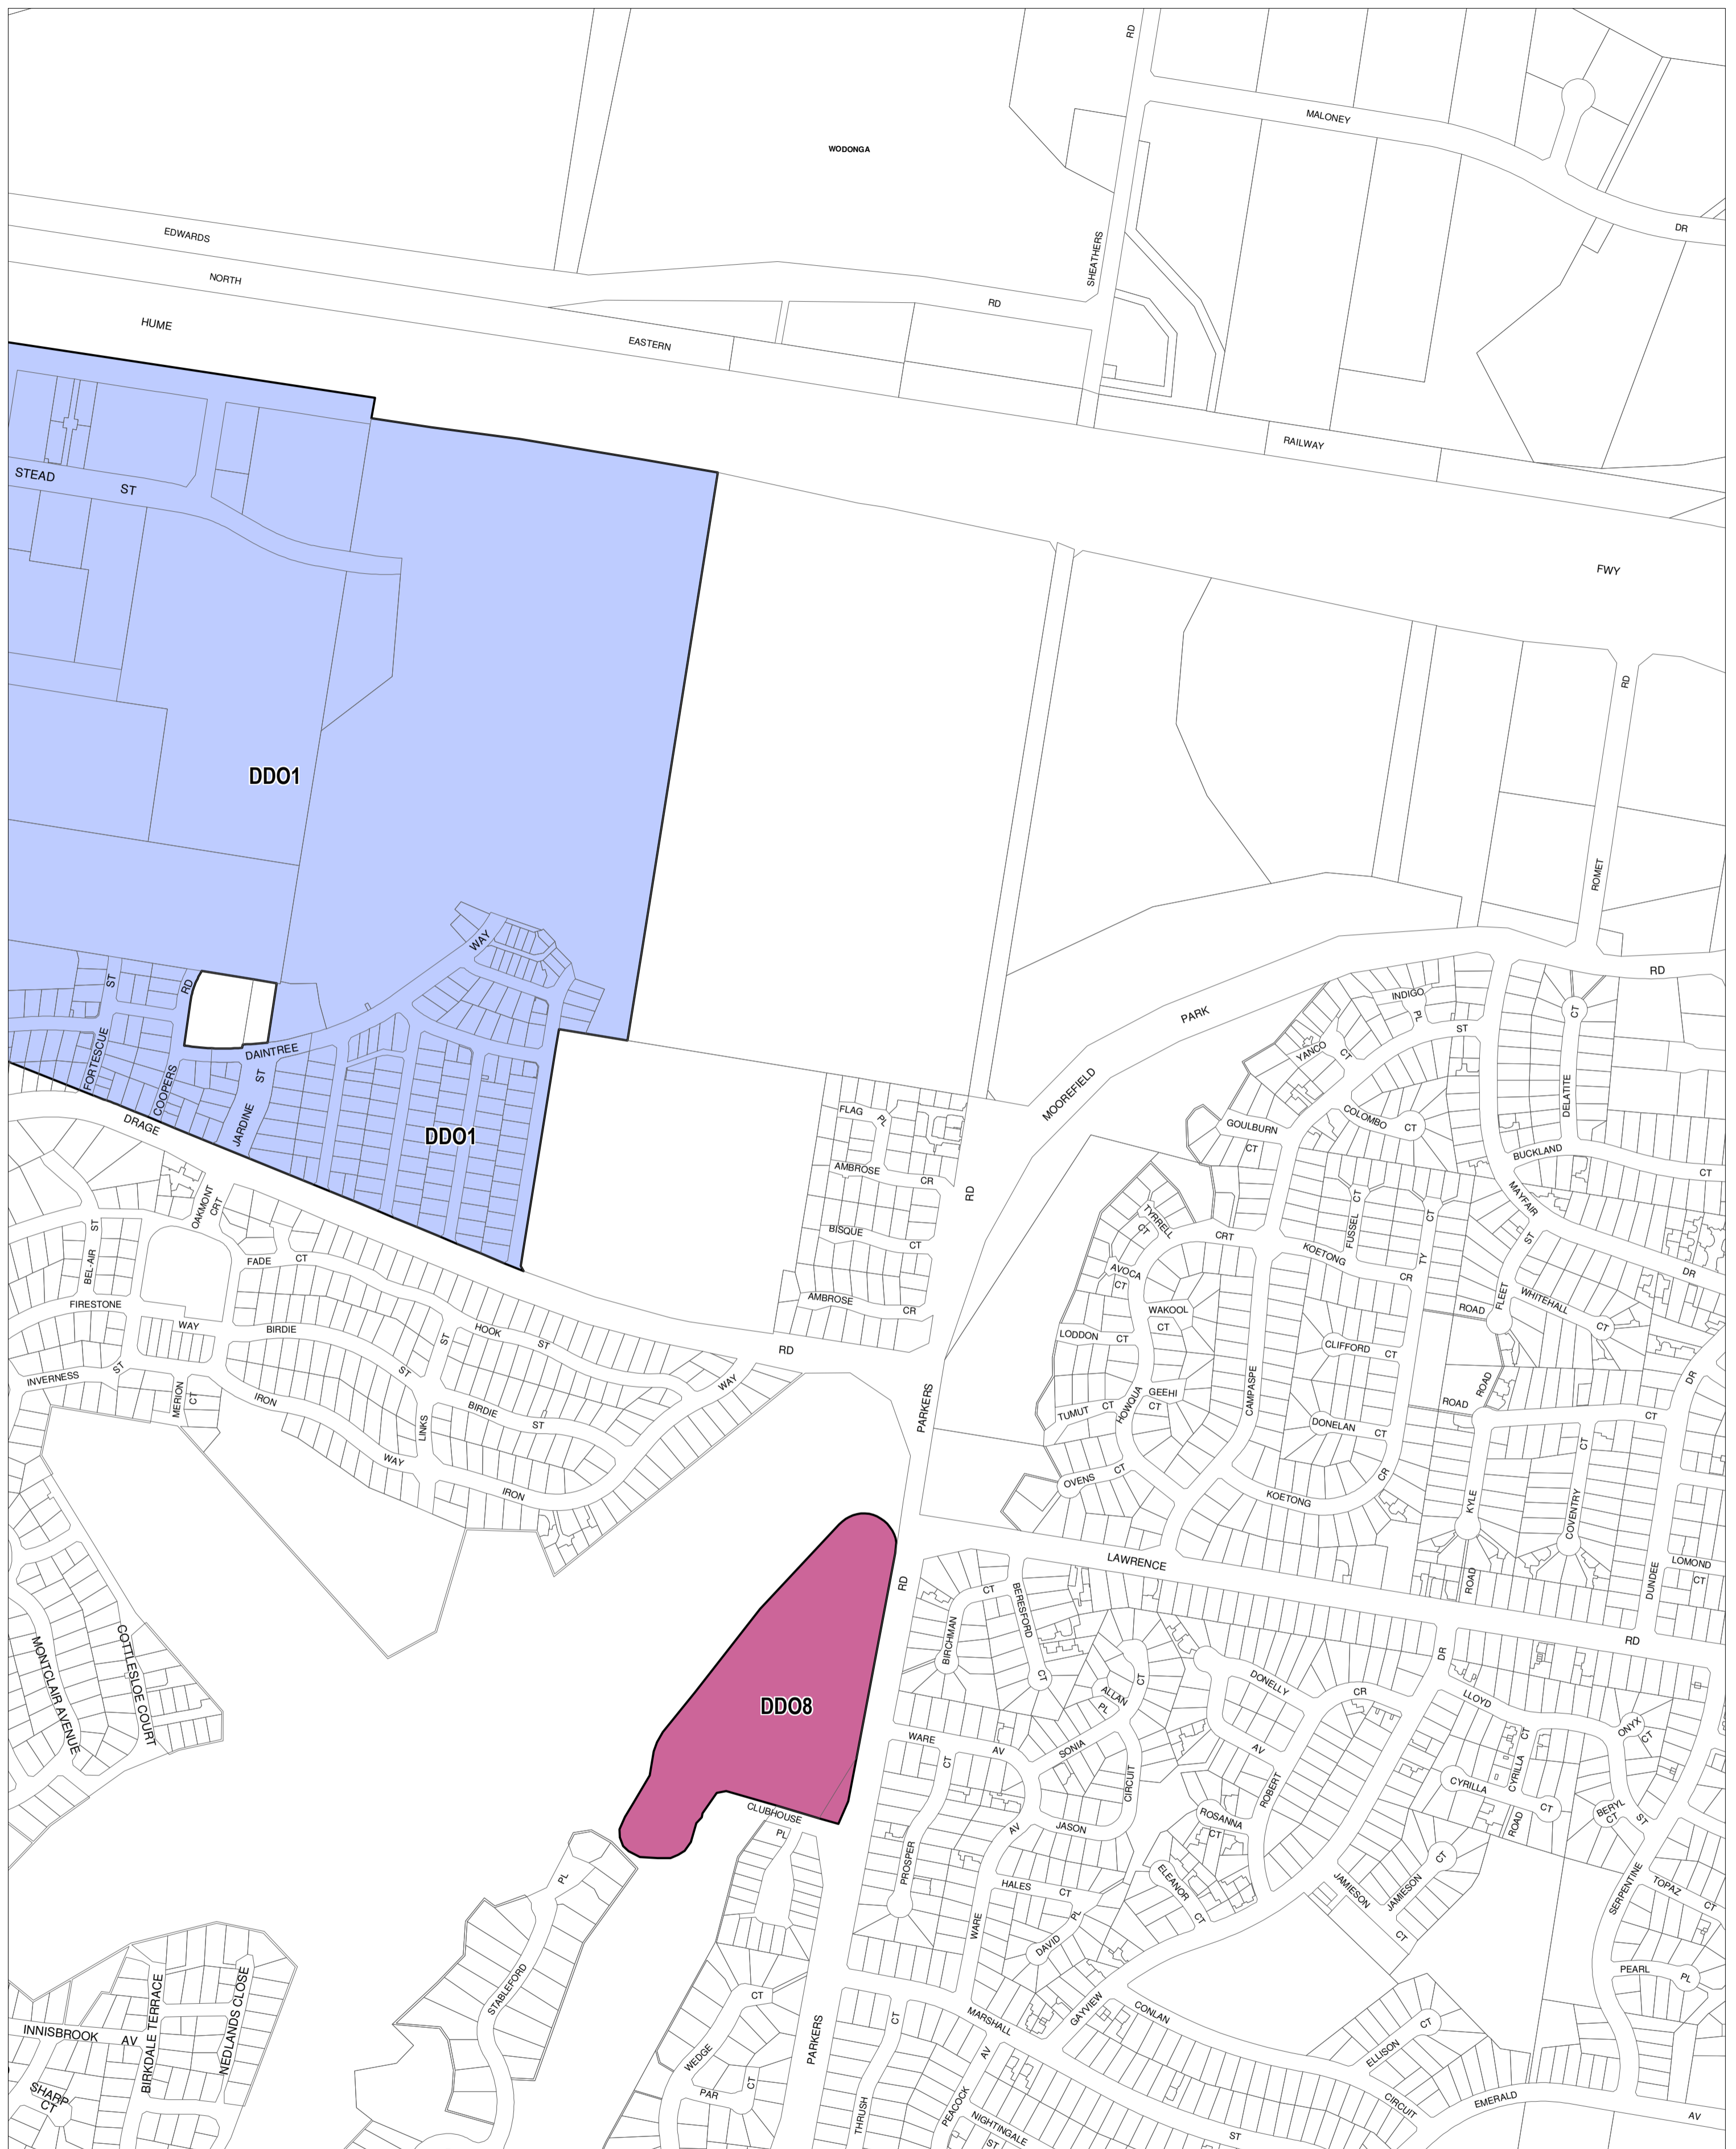 RD
MALONEY
WODONGA
DR
EDWARDS
SHEATHERS
NORTH
RD
HUME
EASTERN
RAILWAY
STEAD
ST
FWY
RD
DDO1
ROMET
WAY
RD
ST
RD
INDIGO
PL
CT
PARK
ST
FORTESCUE
DAINTREE
YANCO
CT
ST
COOPERS
MOOREFIELD
DELATITE
JARDINE
DRAGE
DDO1
FLAG
PL
GOULBURN
CT
COLOMBO
CT
BUCKLAND
CT
AMBROSE
CR
RD
OAKMONT
CRT
MAYFAIR
TYRRELL
CT
FUSSEL
CT
CT
ST
BEL-AIR
BISQUE
CT
CRT
ST
FADE
CT
KOETONG
CR
TY
AVOCA
CT
DR
FIRESTONE
AMBROSE
CR
WAKOOL
CT
ROAD
FLEET
WHITEHALL
CT
WAY
BIRDIE
ST
HOOK
ST
LODDON
CT
CLIFFORD
CT
RD
INVERNESS
ST
ST
MERION
CT
WAY
CAMPASPE
ROAD
DR
IRON
LINKS
BIRDIE
ST
PARKERS
TUMUT
CT
HOWQUA
GEEHI
CT
ROAD
CT
DONELAN
CT
WAY
CT
IRON
OVENS
CT
KOETONG
CR
KYLE
COVENTRY
LAWRENCE
LOMOND
CT
RD
CT
BERESFORD
ROAD
DUNDEE
BIRCHMAN
MONTCLAIR AVENUE
COTTLESLOE COURT
DR
RD
CT
CT
ALLAN
PL
DONELLY
CR
DDO8
LLOYD
ONYX
CT
WARE
AV
CT
SONIA
AV
CT
CYRILLA
CYRILLA
CT
CIRCUIT
ROBERT
CLUBHOUSE
PL
AV
JASON
ROSANNA
CT
ROAD
BERYL
CT
ST
PROSPER
CT
PL
ELEANOR
CT
HALES
CT
JAMIESON
JAMIESON
CT
SERPENTINE
TOPAZ
CT
WARE
DAVID
PL
STABLEFORD
PEARL
PL
BIRKDALE TERRACE
NEDLANDS CLOSE
CT
INNISBROOK
AV
PARKERS
CT
MARSHALL
GAYVIEW
CONLAN
CT
ELLISON
WEDGE
AV
SHARP
CT
PAR
CT
THRUSH
PEACOCK
CIRCUIT
EMERALD
AV
NIGHTINGALE
ST
ST